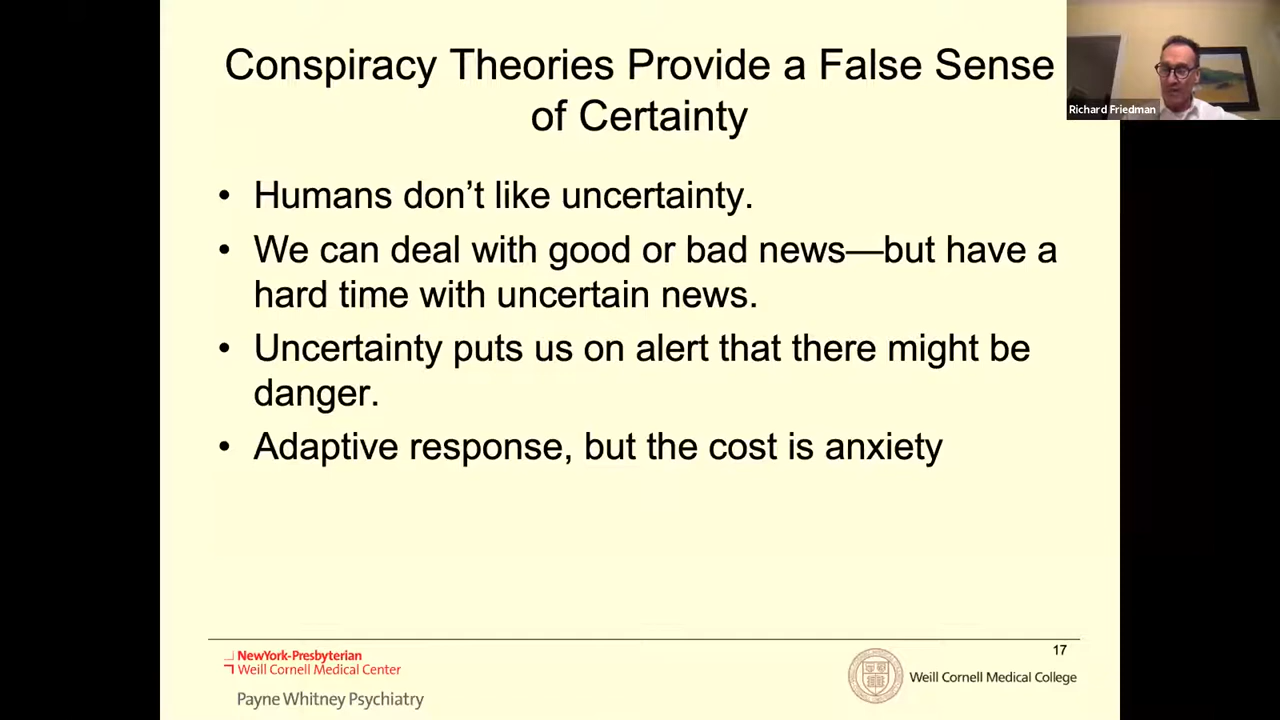 Conspiracy Theories Provide a False Sense
of Certainty
Richard Friedman
• Humans don’t like uncertainty.
• We can deal with good or bad news—but have a
hard time with uncertain news.
• Uncertainty puts us on alert that there might be
danger.
• Adaptive response, but the cost is anxiety
17
NewYork-Presbyterian
Weill Cornell Medical Center
Payne Whitney Psychiatry
Weill Cornell Medical College